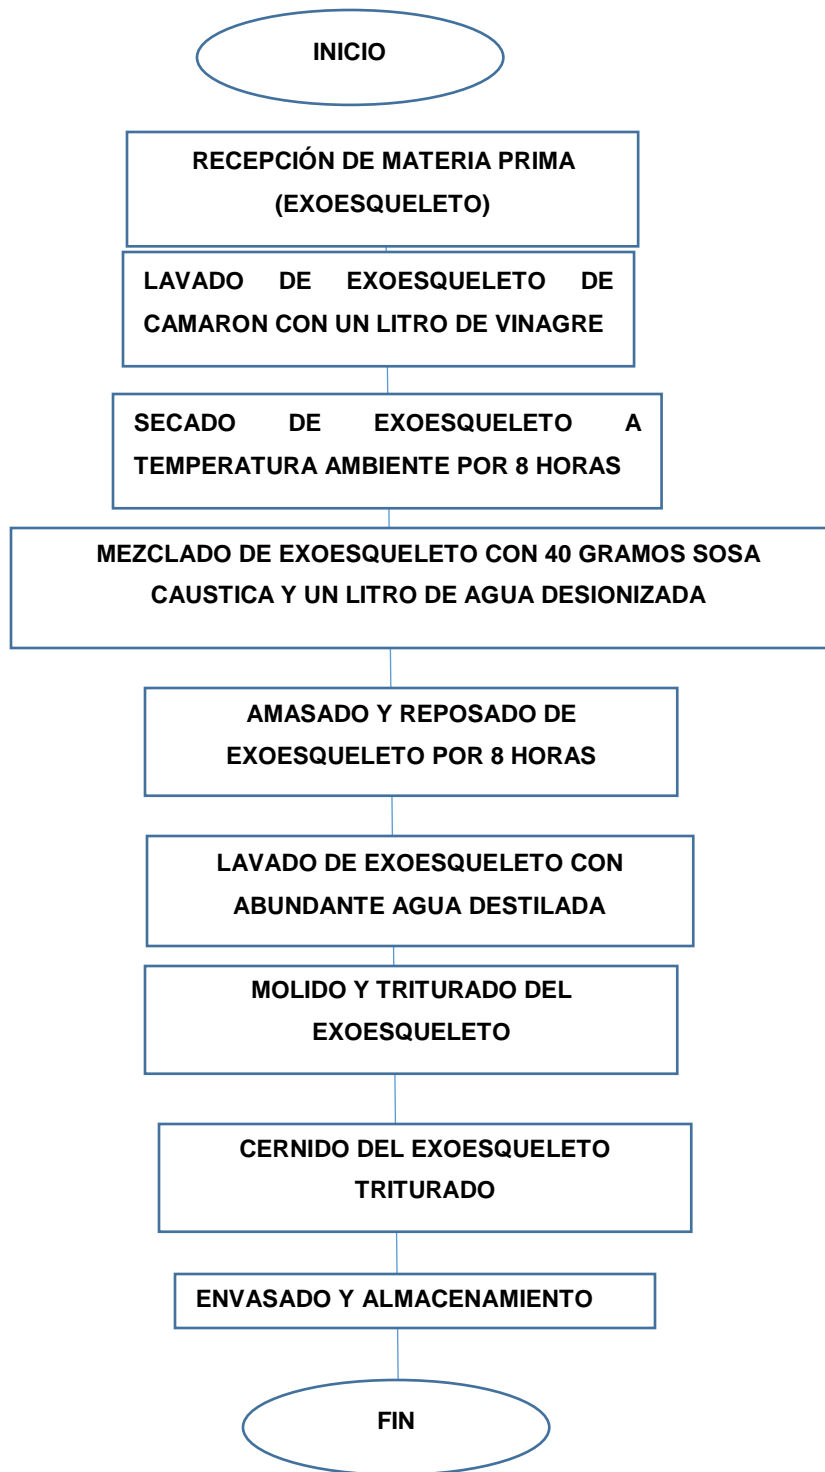 INICIO
RECEPCIÓN DE MATERIA PRIMA
(EXOESQUELETO)
LAVADO DE EXOESQUELETO DE
CAMARON CON UN LITRO DE VINAGRE
SECADO DE EXOESQUELETO A
TEMPERATURA AMBIENTE POR 8 HORAS
MEZCLADO DE EXOESQUELETO CON 40 GRAMOS SOSA
CAUSTICA Y UN LITRO DE AGUA DESIONIZADA
AMASADO Y REPOSADO DE
EXOESQUELETO POR 8 HORAS
LAVADO DE EXOESQUELETO CON
ABUNDANTE AGUA DESTILADA
MOLIDO Y TRITURADO DEL
EXOESQUELETO
CERNIDO DEL EXOESQUELETO
TRITURADO
ENVASADO Y ALMACENAMIENTO
FIN